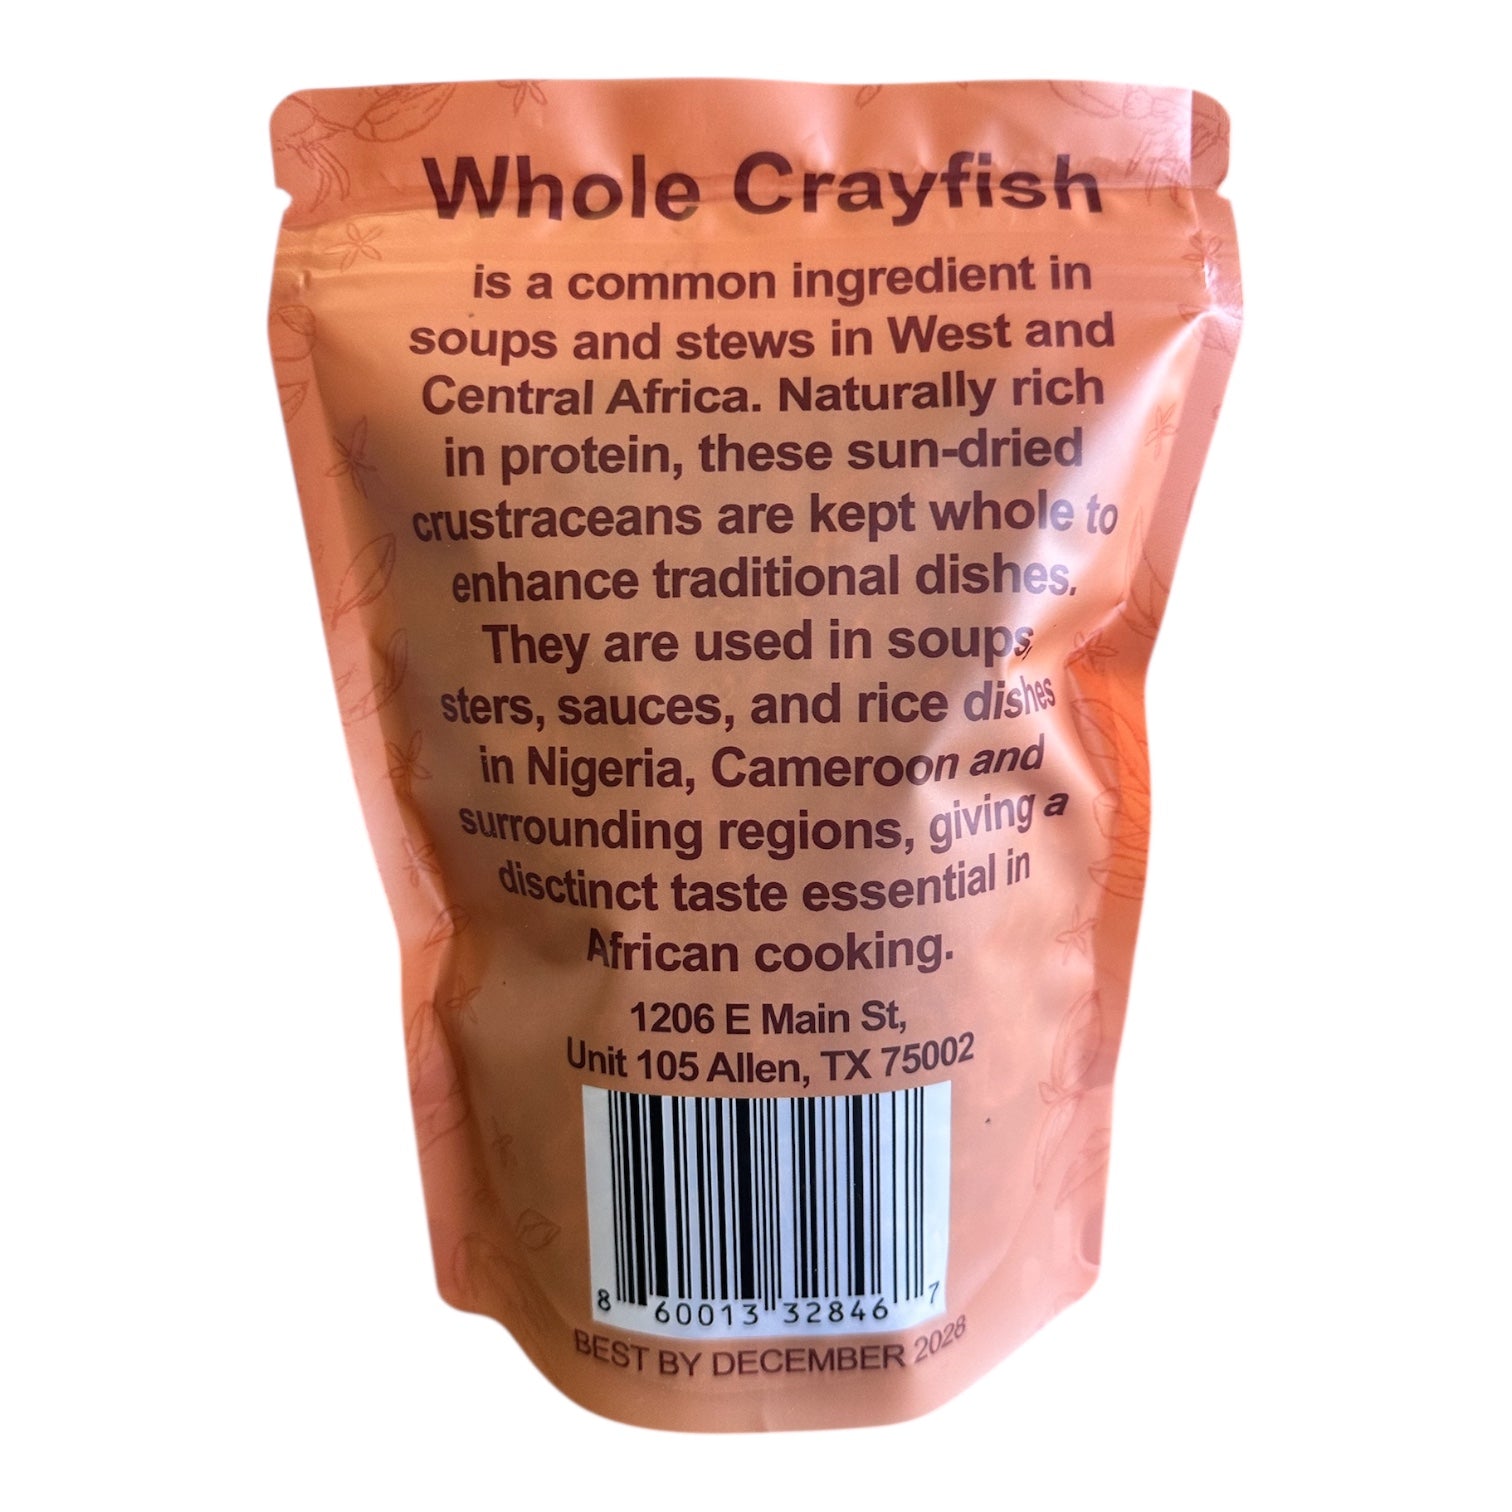 Whole Crayfish
is a common ingredient in
soups and stews in West and
Central Africa. Naturally rich
in protein, these sun-dried
crustraceans are kept whole to
enhance traditional dishes.
They are used in soups,
sters, sauces, and rice dishes
in Nigeria, Cameroon and
surrounding regions, giving a
disctinct taste essential in
African cooking.
1206 E Main St,
Unit 105 Allen, TX 75002
8 60013 32846 7
BEST BY DECEMBER 2028